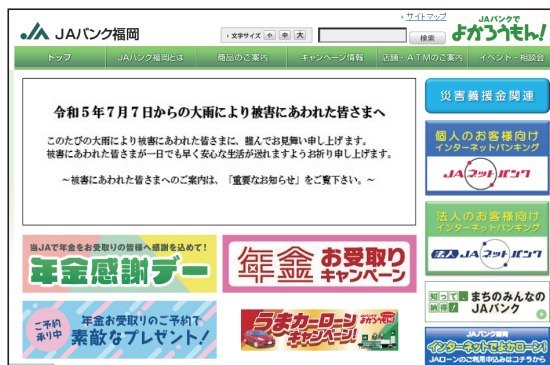 サイトマップ
JAバンクで
よかろうもん!
JAバンク福岡
文字サイズ 小 中 大
検索
トップ
JAバンク福岡とは
商品のご案内
キャンペーン情報
店舗・ATMのご案内
イベント・相談会
令和5年7月7日からの大雨により被害にあわれた皆さまへ
このたびの大雨により被害にあわれた皆さまに、謹んでお見舞い申し上げます。
被害にあわれた皆さまが一日でも早く安心な生活が送れますようお祈り申し上げます。
~被害にあわれた皆さまへのご案内は、「重要なお知らせ」をご覧下さい。~
災害義援金関連
個人のお客様向け
インターネットバンキング
JAネットバンク
法人のお客様向け
インターネットバンキング
法人JAネットバンク
知って、
納得!
まちのみんなの
JAバンク
JAバンク福岡
インターネットでよかローン!
JAローンのご利用申込みはコチラから
当JAで年金をお受取りの皆様へ感謝を込めて!
年金感謝デー
年金
お受取り
キャンペーン
ご予約
承り中
年金お受取りのご予約で
素敵なプレゼント!
うまかーローン
キャンペーン!